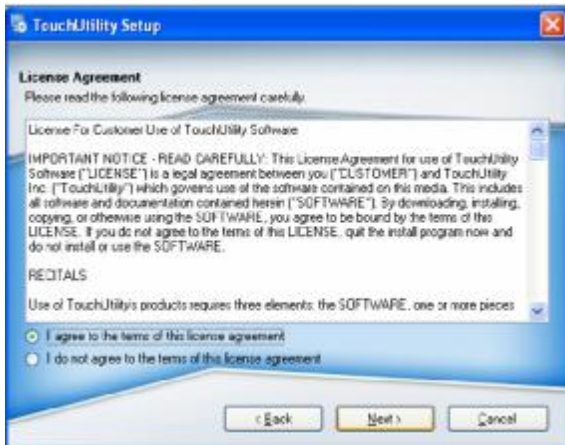 TouchUtility Setup
License Agreement
Please read the following license agreement carefully.
License For Customer Use of TouchUtility Software
IMPORTANT NOTICE - READ CAREFULLY: This License Agreement for use of TouchUtility
Software ("LICENSE") is a legal agreement between you ("CUSTOMER") and TouchUtility
Inc. ("TouchUtility") which governs use of the software contained on this media. This includes
all software and documentation contained herein ("SOFTWARE"). By downloading, installing,
copying, or otherwise using the SOFTWARE, you agree to be bound by the terms of this
LICENSE. If you do not agree to the terms of this LICENSE, quit the install program now and
do not install or use the SOFTWARE.
RECITALS
Use of TouchUtility's products requires three elements: the SOFTWARE, one or more pieces
I agree to the terms of this license agreement
I do not agree to the terms of this license agreement
< Back Next > Cancel